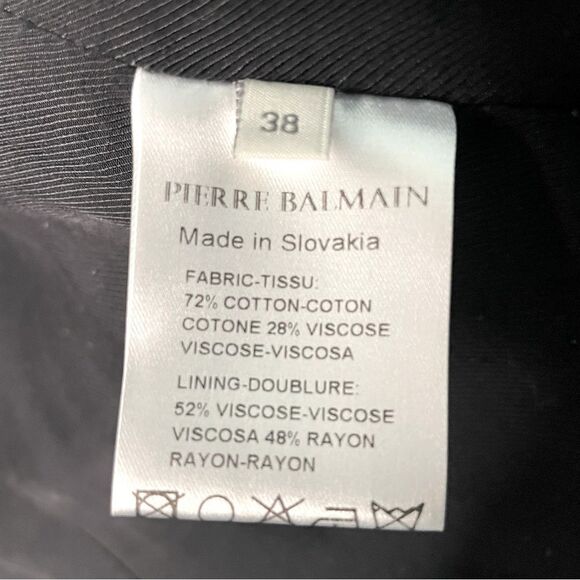 38
PIERRE BALMAIN
Made in Slovakia
FABRIC-TISSU:
72% COTTON-COTON
COTONE 28% VISCOSE
VISCOSE-VISCOSA
LINING-DOUBLURE:
52% VISCOSE-VISCOSE
VISCOSA 48% RAYON
RAYON-RAYON